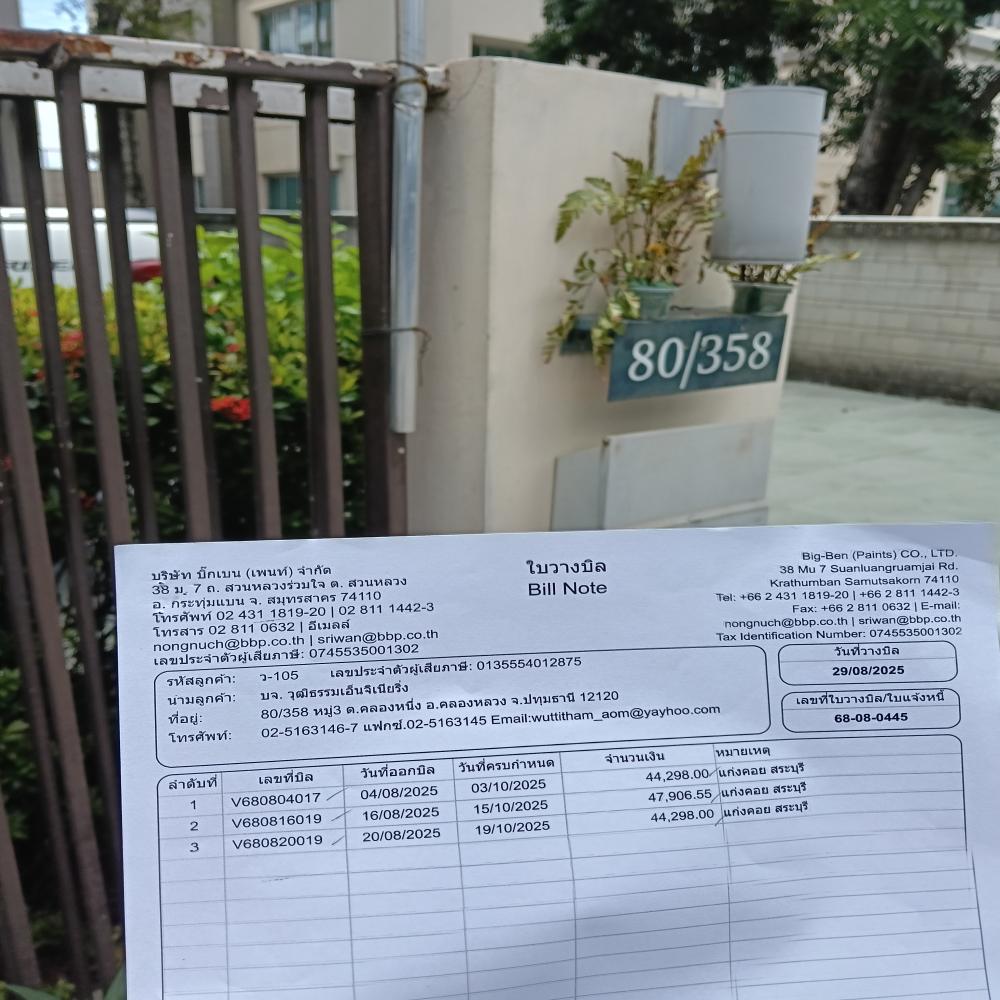 80/358
บริษัท บิ๊กเบน (เพนท์) จำกัด
38 ม. 7 ถ. สวนหลวงร่วมใจ ต. สวนหลวง
อ. กระทุ่มแบน จ. สมุทรสาคร 74110
โทรศัพท์ 02 431 1819-20 | 02 811 1442-3
โทรสาร 02 811 0632 | อีเมลล์
nongnuch@bbp.co.th | sriwan@bbp.co.th
เลขประจำตัวผู้เสียภาษี: 0745535001302
ใบวางบิล
Bill Note
Big-Ben (Paints) CO., LTD.
38 Mu 7 Suanluangruamjai Rd.
Krathumban Samutsakorn 74110
Tel: +66 2 431 1819-20 | +66 2 811 1442-3
Fax: +66 2 811 0632 | E-mail:
nongnuch@bbp.co.th | sriwan@bbp.co.th
Tax Identification Number: 0745535001302
รหัสลูกค้า: ว-105 เลขประจำตัวผู้เสียภาษี: 0135554012875
นามลูกค้า: บจ. วุฒิธรรมเอ็นจิเนียริ่ง
ที่อยู่: 80/358 หมู่3 ต.คลองหนึ่ง อ.คลองหลวง จ.ปทุมธานี 12120
โทรศัพท์: 02-5163146-7 แฟกซ์.02-5163145 Email:wuttitham_aom@yayhoo.com
วันที่วางบิล
29/08/2025
เลขที่ใบวางบิล/ใบแจ้งหนี้
68-08-0445
ลำดับที่ เลขที่บิล วันที่ออกบิล วันที่ครบกำหนด จำนวนเงิน หมายเหตุ
1 V680804017 04/08/2025 03/10/2025 44,298.00 แก่งคอย สระบุรี
2 V680816019 16/08/2025 15/10/2025 47,906.55 แก่งคอย สระบุรี
3 V680820019 20/08/2025 19/10/2025 44,298.00 แก่งคอย สระบุรี